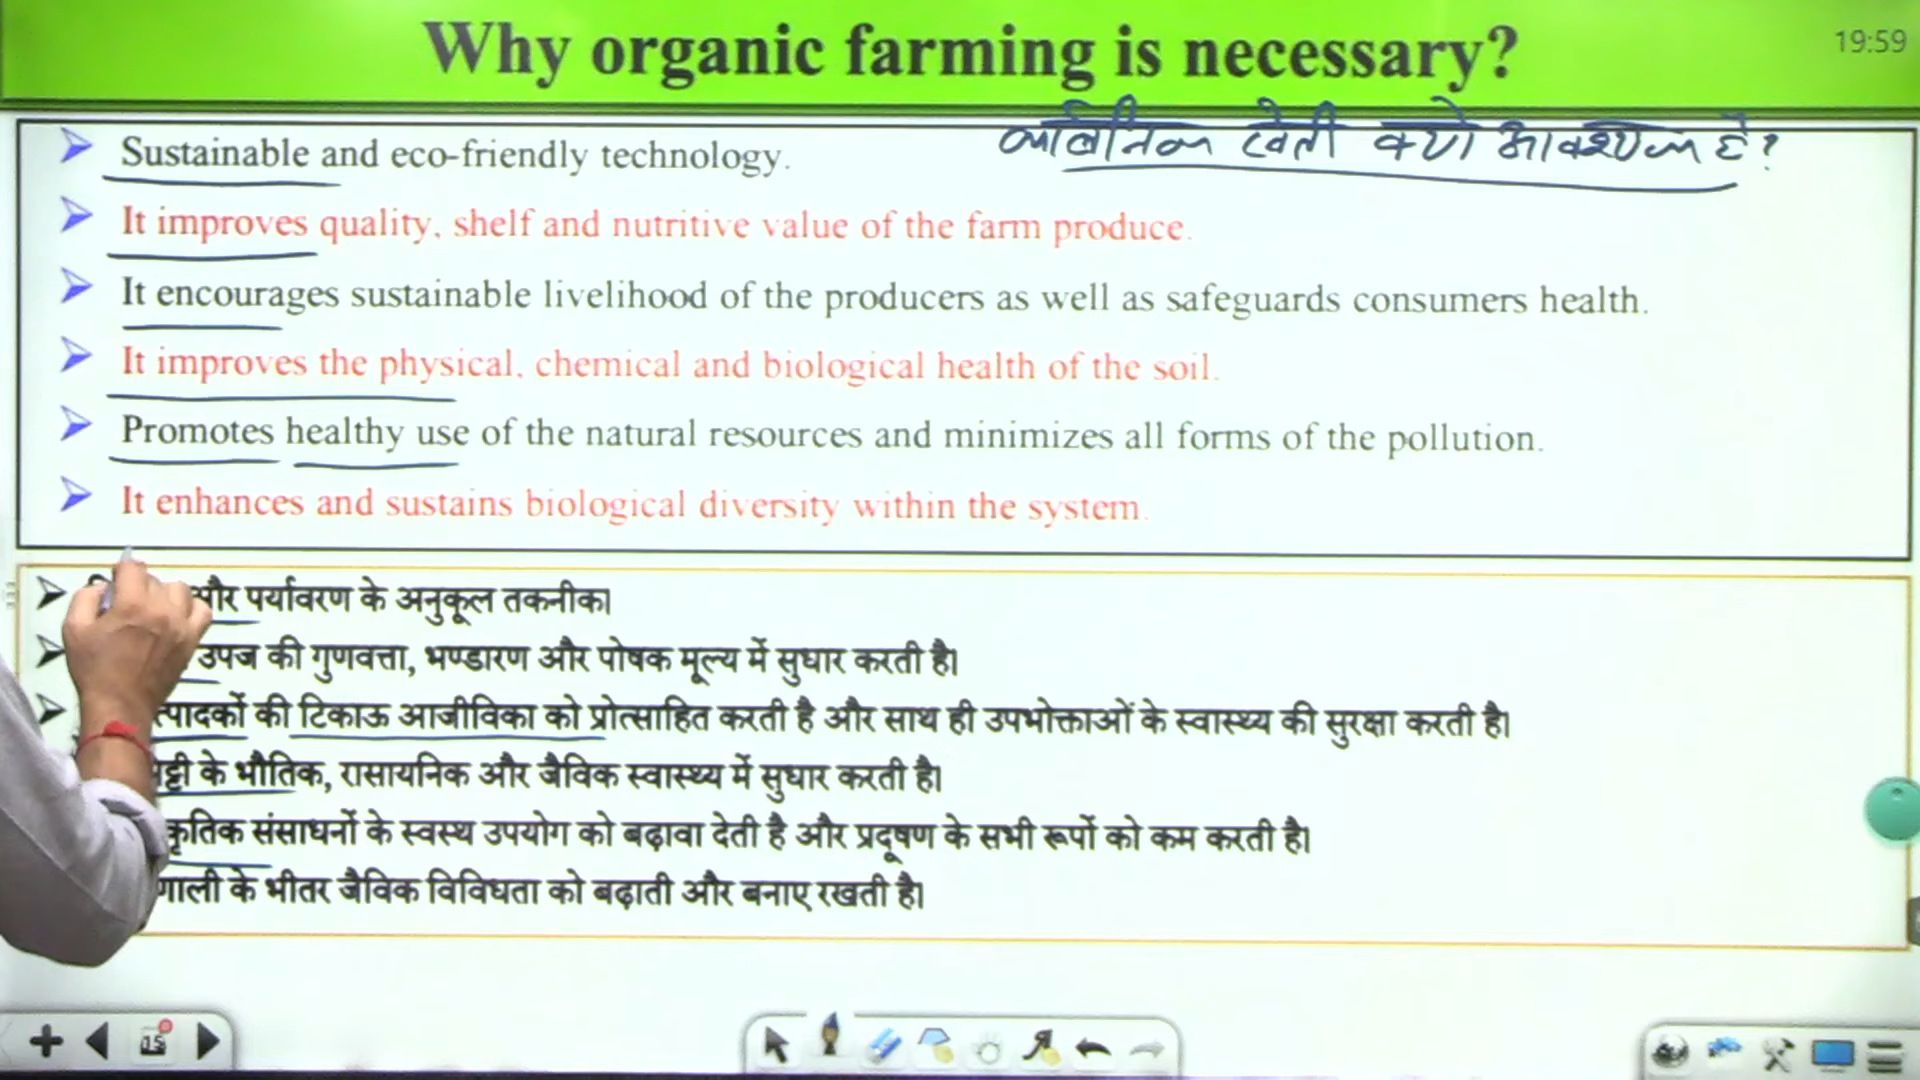 Why organic farming is necessary?
19:59
खेती क्यों आवश्यक है?
Sustainable and eco-friendly technology.
It improves quality, shelf and nutritive value of the farm produce.
It encourages sustainable livelihood of the producers as well as safeguards consumers health.
It improves the physical, chemical and biological health of the soil.
Promotes healthy use of the natural resources and minimizes all forms of the pollution.
It enhances and sustains biological diversity within the system.
और पर्यावरण के अनुकूल तकनीक।
उपज की गुणवत्ता, भण्डारण और पोषक मूल्य में सुधार करती है।
की टिकाऊ आजीविका को प्रोत्साहित करती है और साथ ही उपभोक्ताओं के स्वास्थ्य की सुरक्षा करती है।
के भौतिक, रासायनिक और जैविक स्वास्थ्य में सुधार करती है।
संसाधनों के स्वस्थ उपयोग को बढ़ावा देती है और प्रदूषण के सभी रूपों को कम करती है।
के भीतर जैविक विविधता को बढ़ाती और बनाए रखती है।
15